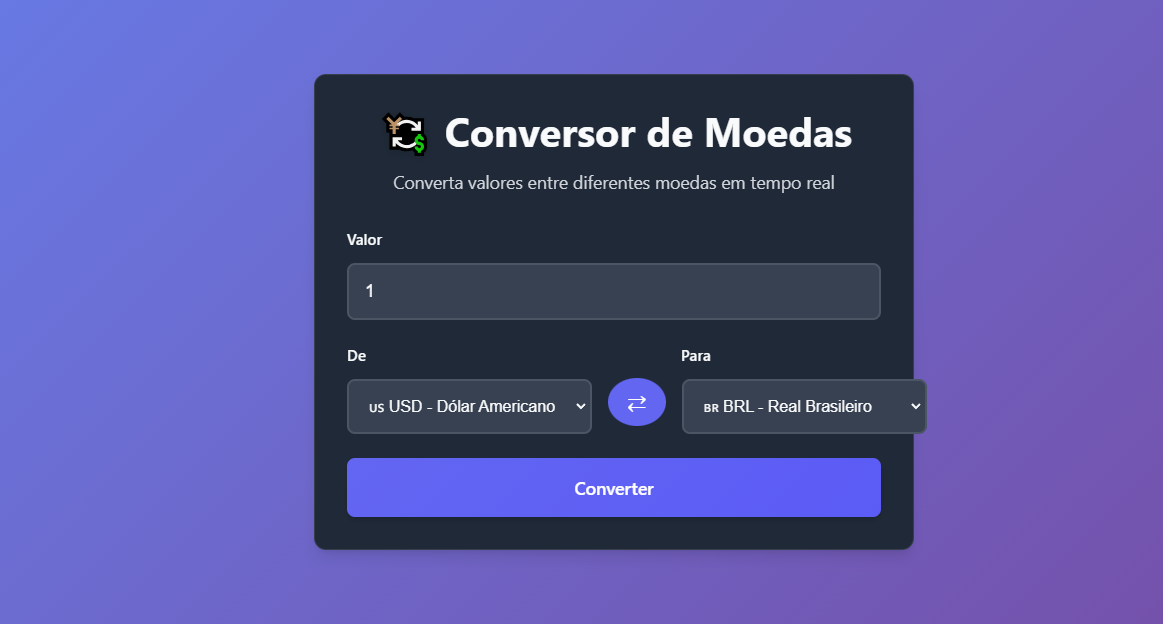 Conversor de Moedas
Converta valores entre diferentes moedas em tempo real
Valor
1
De
Para
US USD - Dólar Americano
BR BRL - Real Brasileiro
Converter